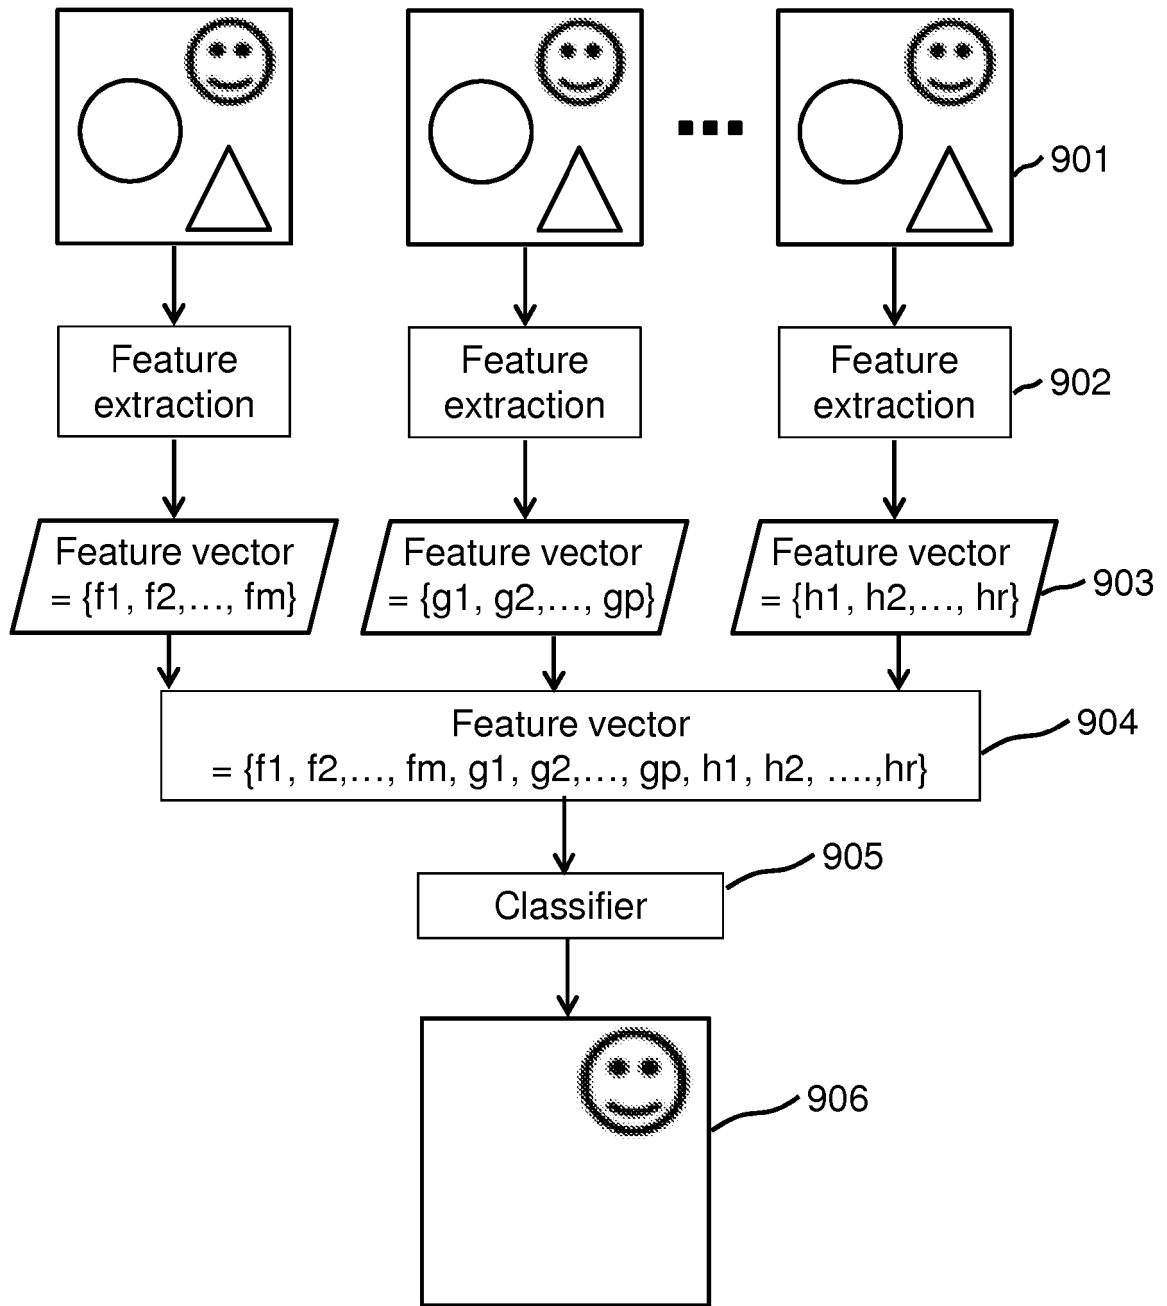 901
Feature
extraction
Feature
extraction
Feature
extraction
902
Feature vector
= {f1, f2,..., fm}
Feature vector
= {g1, g2,..., gp}
Feature vector
= {h1, h2,..., hr}
903
Feature vector
= {f1, f2,..., fm, g1, g2,..., gp, h1, h2, ....,hr}
904
905
Classifier
906